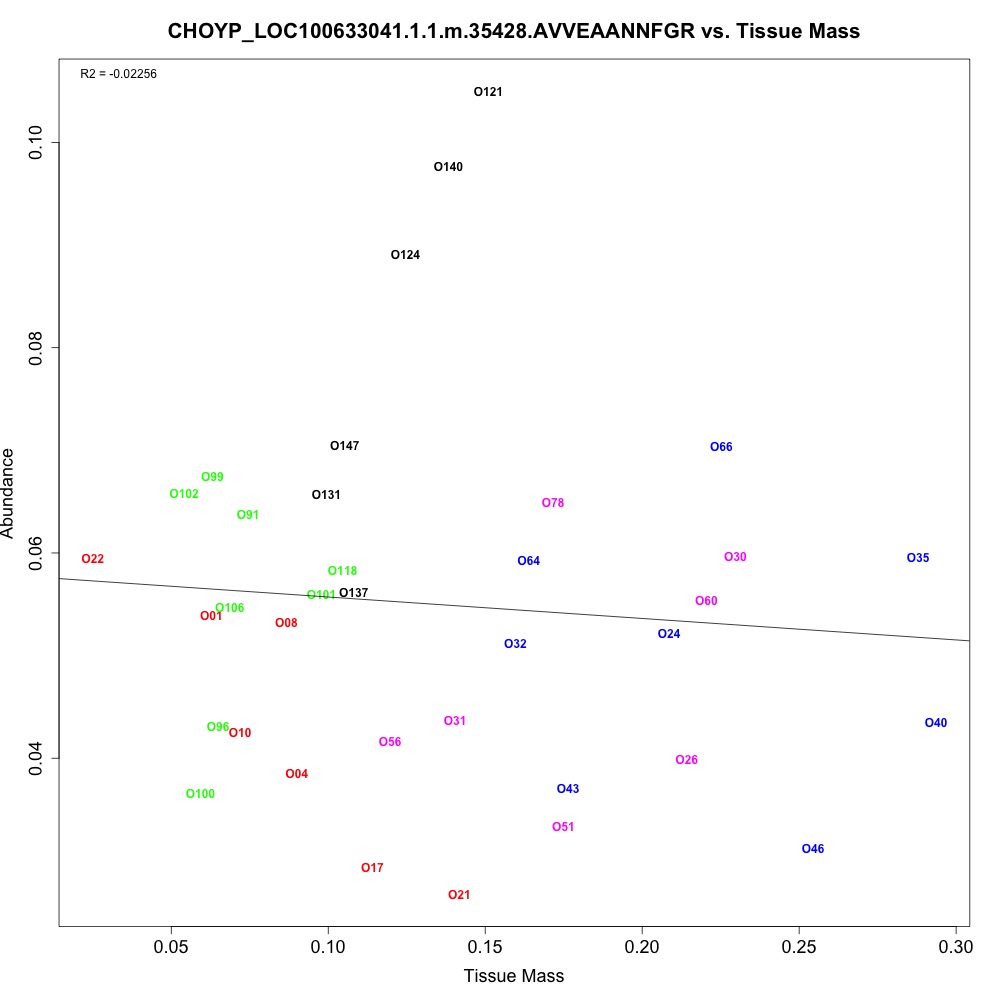 CHOYP_LOC100633041.1.1.m.35428.AVVEAANNFGR vs. Tissue Mass
R2 = -0.02256
O121
0.10
O140
O124
0.08
O147
O66
O99
O102
O131
O78
O91
Abundance
0.06
O22
O30
O35
O64
O118
O101
O137
O60
O106
O01
O08
O24
O32
O31
O40
O96
O10
O56
0.04
O26
O04
O43
O100
O51
O46
O17
O21
0.05
0.10
0.15
0.20
0.25
0.30
Tissue Mass